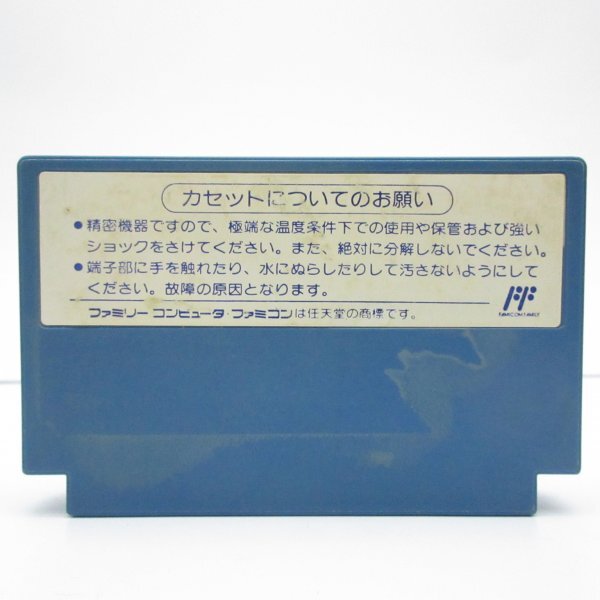 カセットについてのお願い
●精密機器ですので、極端な温度条件下での使用や保管および強い
ショックをさけてください。また、絶対に分解しないでください。
●端子部に手を触れたり、水にぬらしたりして汚さないようにして
ください。故障の原因となります。
FF
FAMICOM FAMILY
ファミリーコンピュータ・ファミコンは任天堂の商標です。